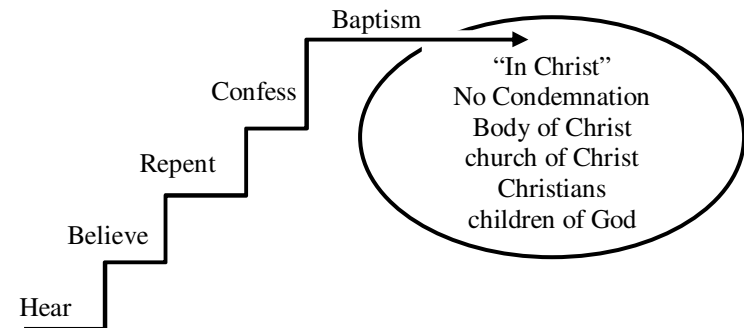 Baptism
“In Christ”
No Condemnation
Body of Christ
church of Christ
Christians
children of God
Confess
Repent
Believe
Hear